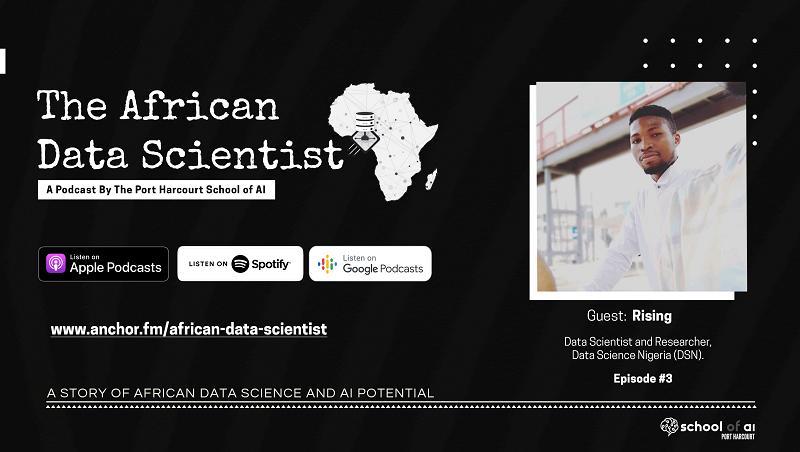 The African
Data Scientist
A Podcast By The Port Harcourt School of AI
Listen on
Apple Podcasts
LISTEN ON Spotify
Listen on
Google Podcasts
www.anchor.fm/african-data-scientist
Guest: Rising
Data Scientist and Researcher,
Data Science Nigeria (DSN).
Episode #3
A STORY OF AFRICAN DATA SCIENCE AND AI POTENTIAL
school of ai
PORT HARCOURT